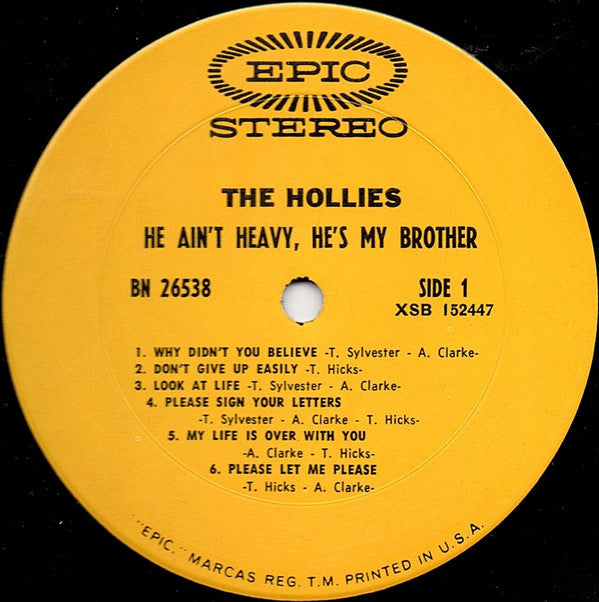 EPIC
STEREO
THE HOLLIES
HE AIN'T HEAVY, HE'S MY BROTHER
BN 26538
SIDE 1
XSB 152447
1. WHY DIDN'T YOU BELIEVE -T. Sylvester - A. Clarke-
2. DON'T GIVE UP EASILY -T. Hicks-
3. LOOK AT LIFE -T. Sylvester - A. Clarke-
4. PLEASE SIGN YOUR LETTERS
-T. Sylvester - A. Clarke - T. Hicks-
5. MY LIFE IS OVER WITH YOU
-A. Clarke - T. Hicks-
6. PLEASE LET ME PLEASE
-T. Hicks - A. Clarke-
"EPIC," MARCAS REG. T.M. PRINTED IN U.S.A.